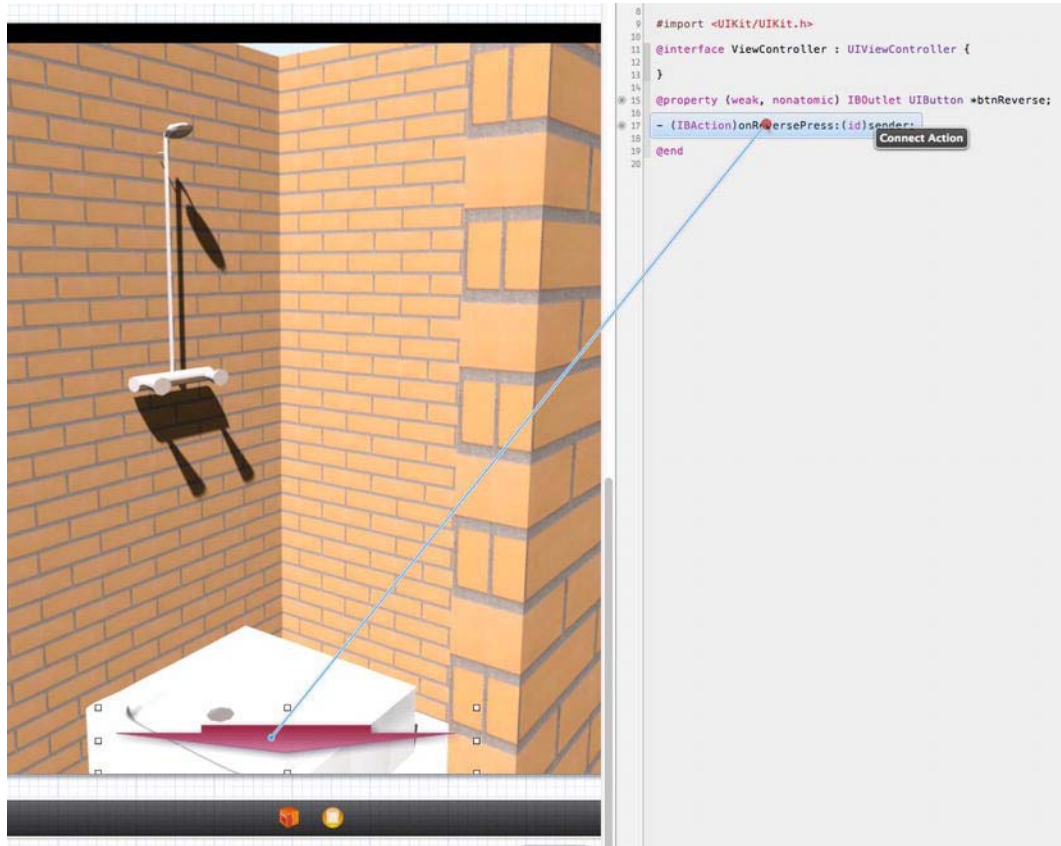 8
9 #import <UIKit/UIKit.h>
10
11 @interface ViewController : UIViewController {
12
13 }
14
15 @property (weak, nonatomic) IBOutlet UIButton *btnReverse;
16
17 - (IBAction)onReversePress:(id)sender;
Connect Action
18
19 @end
20